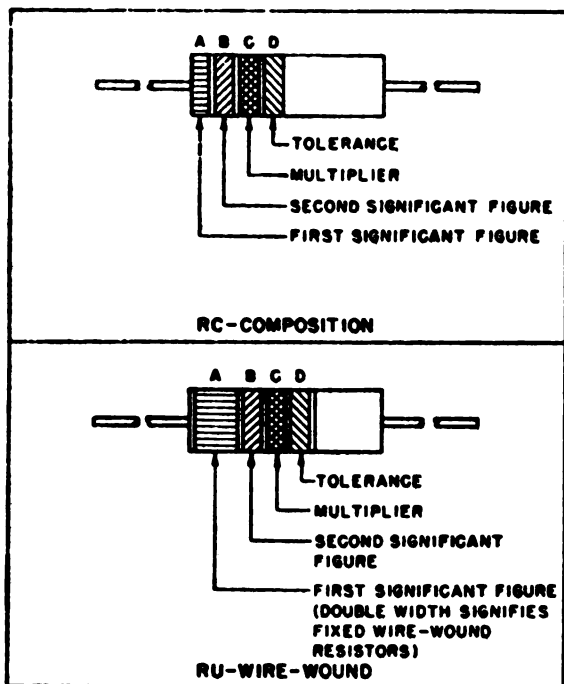 A B C D
TOLERANCE
MULTIPLIER
SECOND SIGNIFICANT FIGURE
FIRST SIGNIFICANT FIGURE
RC-COMPOSITION
A B C D
TOLERANCE
MULTIPLIER
SECOND SIGNIFICANT
FIGURE
FIRST SIGNIFICANT FIGURE
(DOUBLE WIDTH SIGNIFIES
FIXED WIRE-WOUND
RESISTORS)
RU-WIRE-WOUND